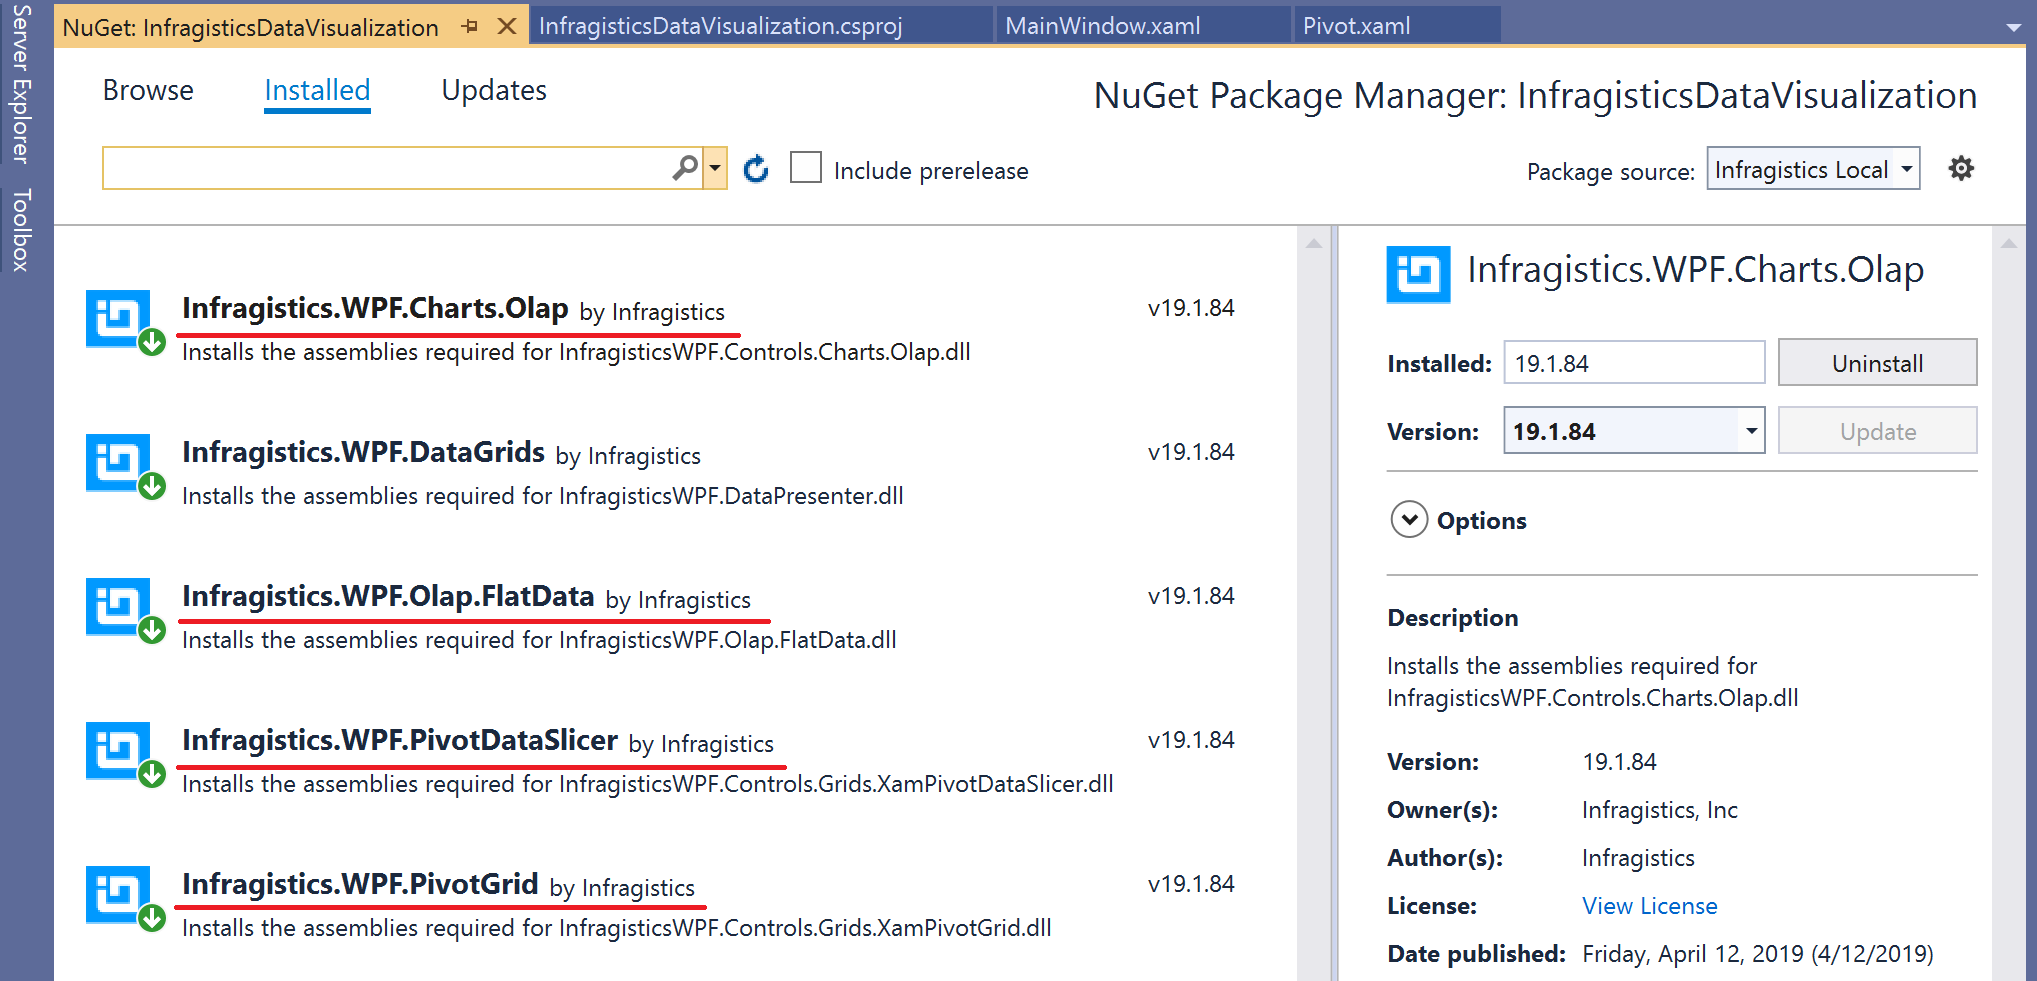 Server Explorer
Toolbox
NuGet: InfragisticsDataVisualization
InfragisticsDataVisualization.csproj
MainWindow.xaml
Pivot.xaml
Browse
Installed
Updates
NuGet Package Manager: InfragisticsDataVisualization
Include prerelease
Package source: Infragistics Local
Infragistics.WPF.Charts.Olap by Infragistics v19.1.84
Installs the assemblies required for InfragisticsWPF.Controls.Charts.Olap.dll
Infragistics.WPF.DataGrids by Infragistics v19.1.84
Installs the assemblies required for InfragisticsWPF.DataPresenter.dll
Infragistics.WPF.Olap.FlatData by Infragistics v19.1.84
Installs the assemblies required for InfragisticsWPF.Olap.FlatData.dll
Infragistics.WPF.PivotDataSlicer by Infragistics v19.1.84
Installs the assemblies required for InfragisticsWPF.Controls.Grids.XamPivotDataSlicer.dll
Infragistics.WPF.PivotGrid by Infragistics v19.1.84
Installs the assemblies required for InfragisticsWPF.Controls.Grids.XamPivotGrid.dll
Infragistics.WPF.Charts.Olap
Installed: 19.1.84 Uninstall
Version: 19.1.84 Update
Options
Description
Installs the assemblies required for
InfragisticsWPF.Controls.Charts.Olap.dll
Version: 19.1.84
Owner(s): Infragistics, Inc
Author(s): Infragistics
License: View License
Date published: Friday, April 12, 2019 (4/12/2019)